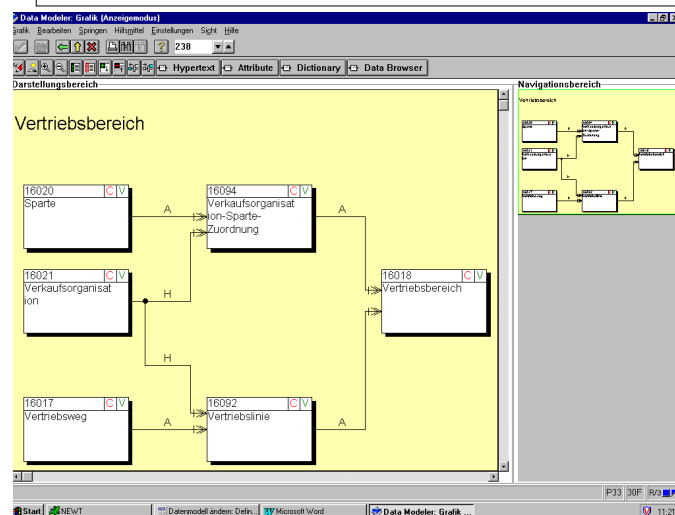 Data Modeler: Grafik (Anzeigemodus)
Grafik Bearbeiten Springen Hilfsmittel Einstellungen Sicht Hilfe
238
Hypertext Attribute Dictionary Data Browser
Darstellungsbereich
Navigationsbereich
Vertriebsbereich
Vertriebsbereich
16020 C V
Sparte
A
16094 C V
Verkaufsorganisat
ion-Sparte-
Zuordnung
A
16021 C V
Verkaufsorganisat
ion
H
H
16018 C V
Vertriebsbereich
16017 C V
Vertriebsweg
A
16092 C V
Vertriebslinie
A
P33 30F R/3
Start NEWT Datenmodell ändern: Defin... Microsoft Word Data Modeler: Grafik ... 11:21